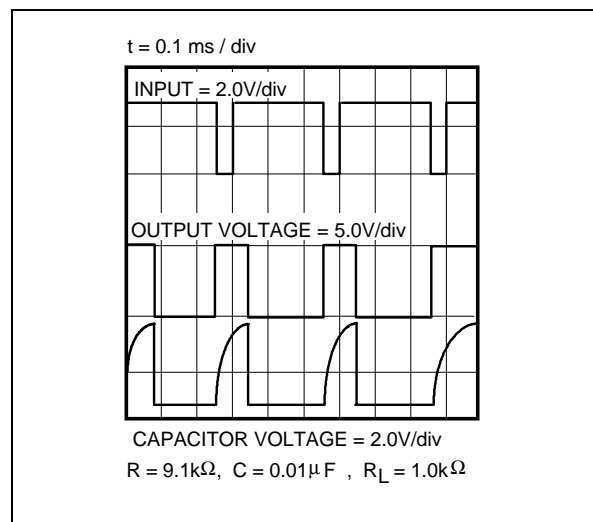 t = 0.1 ms / div
INPUT = 2.0V/div
OUTPUT VOLTAGE = 5.0V/div
CAPACITOR VOLTAGE = 2.0V/div
R = 9.1kΩ, C = 0.01μF , R_L = 1.0kΩ